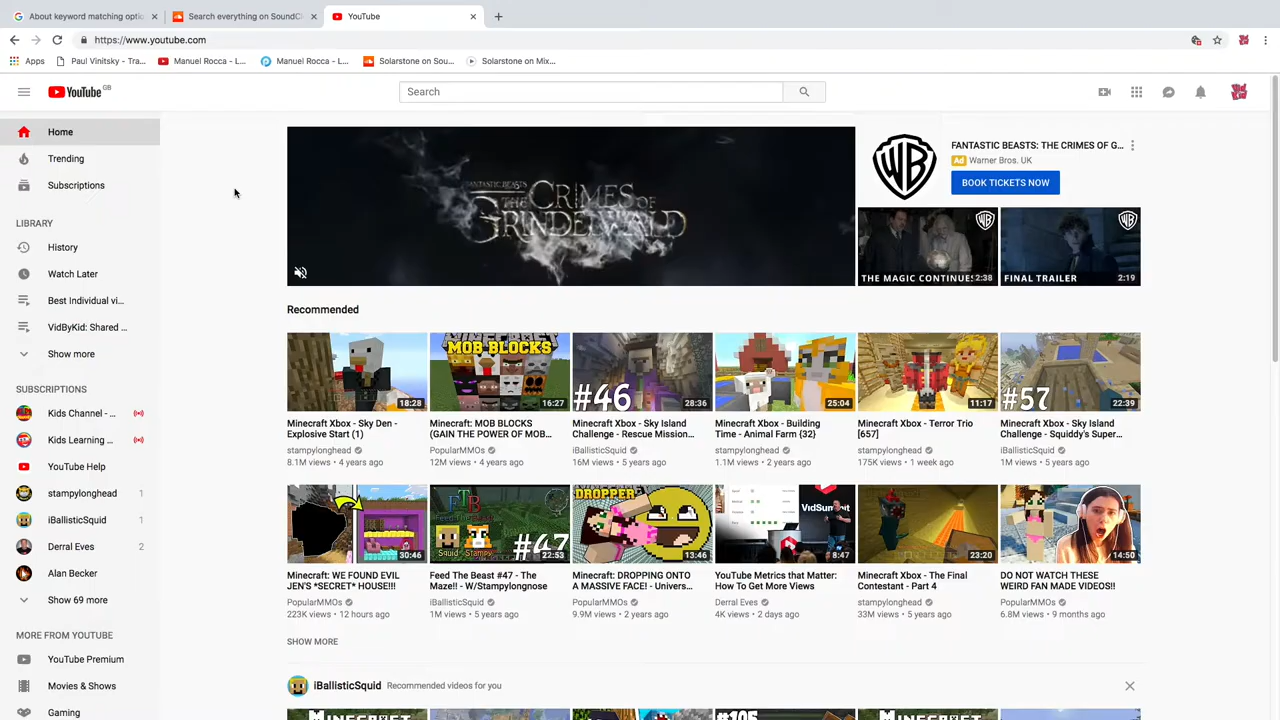 About keyword matching optio
Search everything on SoundCl
YouTube
https://www.youtube.com
Apps
Paul Vinitsky - Tra...
Manuel Rocca - L...
Manuel Rocca - L...
Solarstone on Sou...
Solarstone on Mix...
YouTube GB
Search
Home
Trending
Subscriptions
LIBRARY
History
Watch Later
Best Individual vi...
VidByKid: Shared ...
Show more
SUBSCRIPTIONS
Kids Channel - ...
Kids Learning ...
YouTube Help
stampylonghead 1
iBallisticSquid 1
Derral Eves 2
Alan Becker
Show 69 more
MORE FROM YOUTUBE
YouTube Premium
Movies & Shows
Gaming
FANTASTIC BEASTS
THE CRIMES OF
GRINDELWALD
WB
FANTASTIC BEASTS: THE CRIMES OF G...
Ad Warner Bros. UK
BOOK TICKETS NOW
THE MAGIC CONTINUES 2:38
FINAL TRAILER 2:19
Recommended
18:28
MINECRAFT
MOB BLOCKS
16:27
#46
28:36
25:04
11:17
#57
22:39
Minecraft Xbox - Sky Den -
Explosive Start (1)
stampylonghead
8.1M views • 4 years ago
Minecraft: MOB BLOCKS
(GAIN THE POWER OF MOB...
PopularMMOs
12M views • 4 years ago
Minecraft Xbox - Sky Island
Challenge - Rescue Mission...
iBallisticSquid
16M views • 5 years ago
Minecraft Xbox - Building
Time - Animal Farm {32}
stampylonghead
1.1M views • 2 years ago
Minecraft Xbox - Terror Trio
[657]
stampylonghead
175K views • 1 week ago
Minecraft Xbox - Sky Island
Challenge - Squiddy's Super...
iBallisticSquid
1M views • 5 years ago
30:46
FTB
Squid & Stampy
#47
22:53
DROPPER
13:46
VidSummit
8:47
23:20
14:50
Minecraft: WE FOUND EVIL
JEN'S *SECRET* HOUSE!!!
PopularMMOs
223K views • 12 hours ago
Feed The Beast #47 - The
Maze!! - W/Stampylongnose
iBallisticSquid
1M views • 5 years ago
Minecraft: DROPPING ONTO
A MASSIVE FACE! - Univers...
PopularMMOs
9.9M views • 2 years ago
YouTube Metrics that Matter:
How To Get More Views
Derral Eves
4K views • 2 days ago
Minecraft Xbox - The Final
Contestant - Part 4
stampylonghead
33M views • 5 years ago
DO NOT WATCH THESE
WEIRD FAN MADE VIDEOS!!
PopularMMOs
6.8M views • 9 months ago
SHOW MORE
iBallisticSquid Recommended videos for you
MINECRAFT
#105